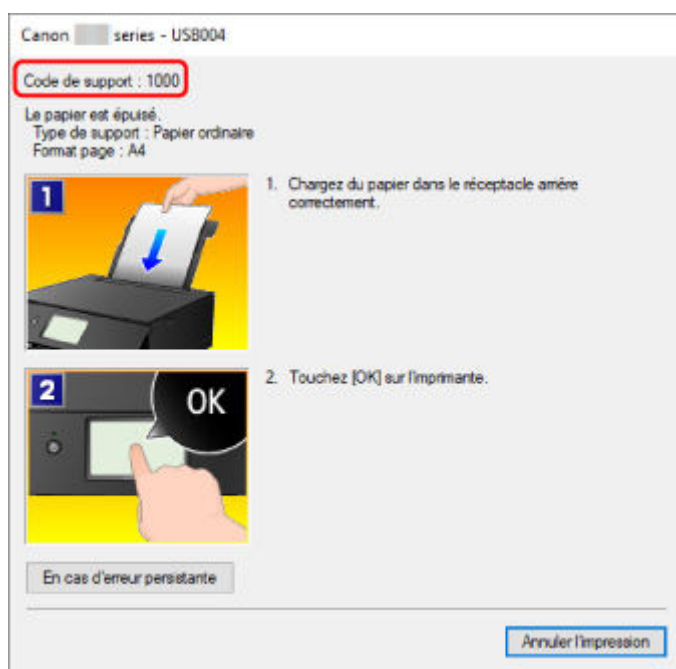 Canon series - USB004
Code de support : 1000
Le papier est épuisé.
Type de support : Papier ordinaire
Format page : A4
1
1. Chargez du papier dans le réceptacle arrière
correctement.
2
OK
2. Touchez [OK] sur l'imprimante.
En cas d'erreur persistante
Annuler l'impression